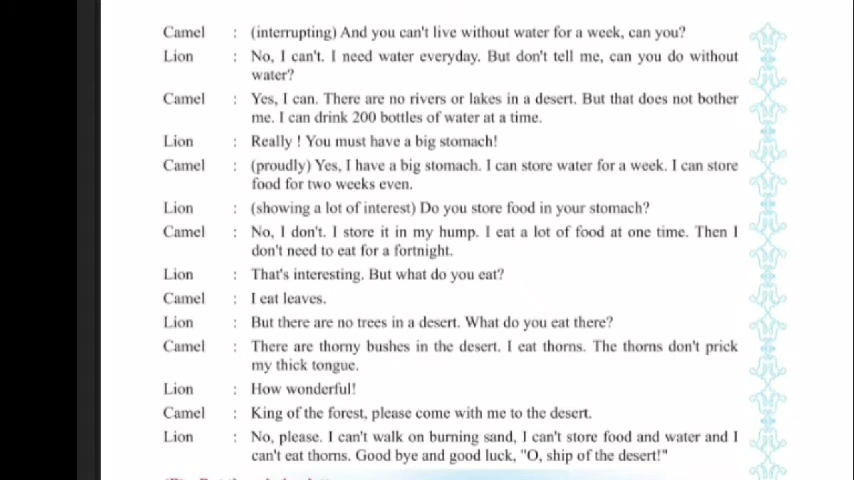 Camel : (interrupting) And you can't live without water for a week, can you?
Lion : No, I can't. I need water everyday. But don't tell me, can you do without
water?
Camel : Yes, I can. There are no rivers or lakes in a desert. But that does not bother
me. I can drink 200 bottles of water at a time.
Lion : Really ! You must have a big stomach!
Camel : (proudly) Yes, I have a big stomach. I can store water for a week. I can store
food for two weeks even.
Lion : (showing a lot of interest) Do you store food in your stomach?
Camel : No, I don't. I store it in my hump. I eat a lot of food at one time. Then I
don't need to eat for a fortnight.
Lion : That's interesting. But what do you eat?
Camel : I eat leaves.
Lion : But there are no trees in a desert. What do you eat there?
Camel : There are thorny bushes in the desert. I eat thorns. The thorns don't prick
my thick tongue.
Lion : How wonderful!
Camel : King of the forest, please come with me to the desert.
Lion : No, please. I can't walk on burning sand, I can't store food and water and I
can't eat thorns. Good bye and good luck, "O, ship of the desert!"